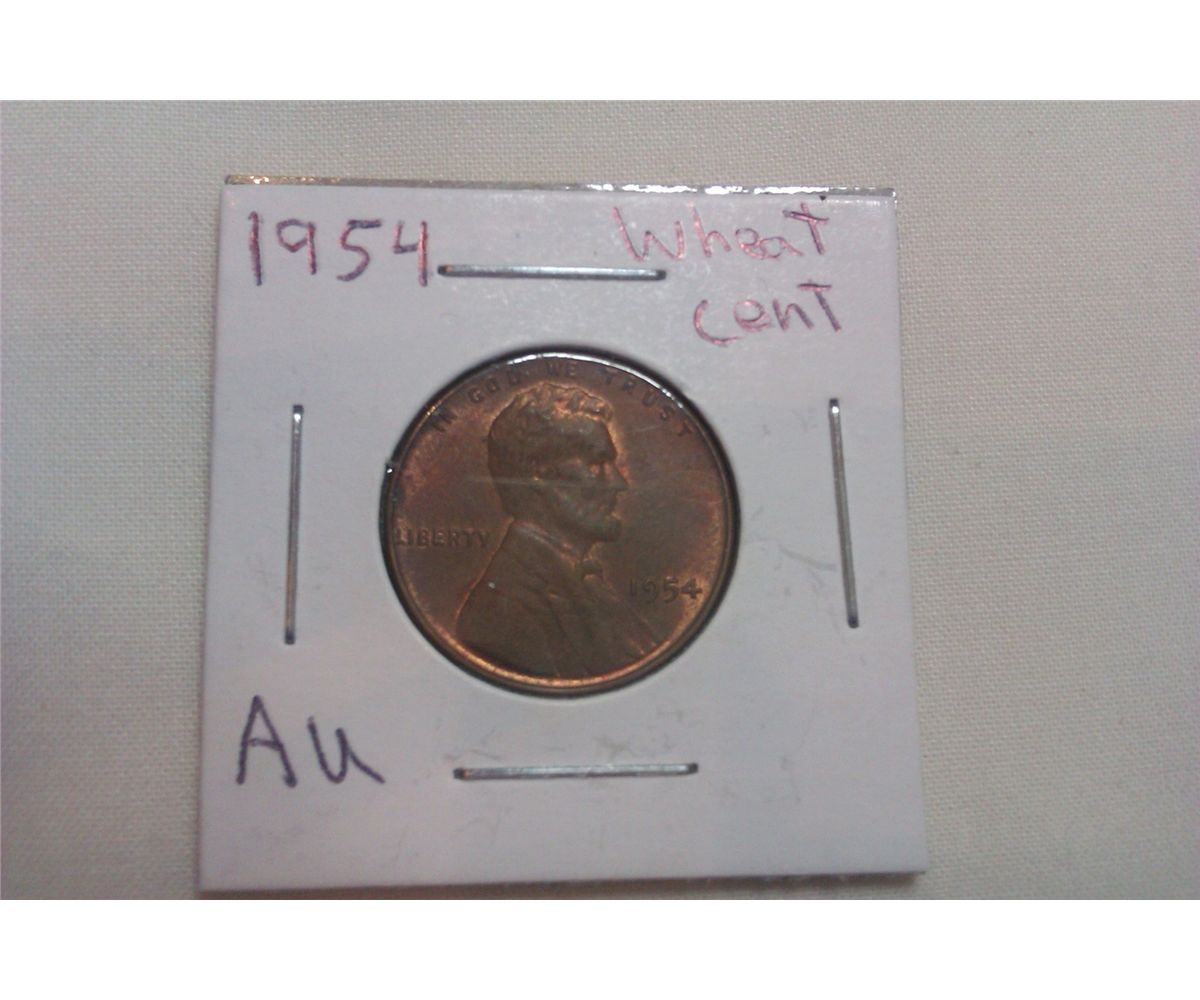 1954 Wheat
cent
IN GOD WE TRUST
LIBERTY
1954
Au